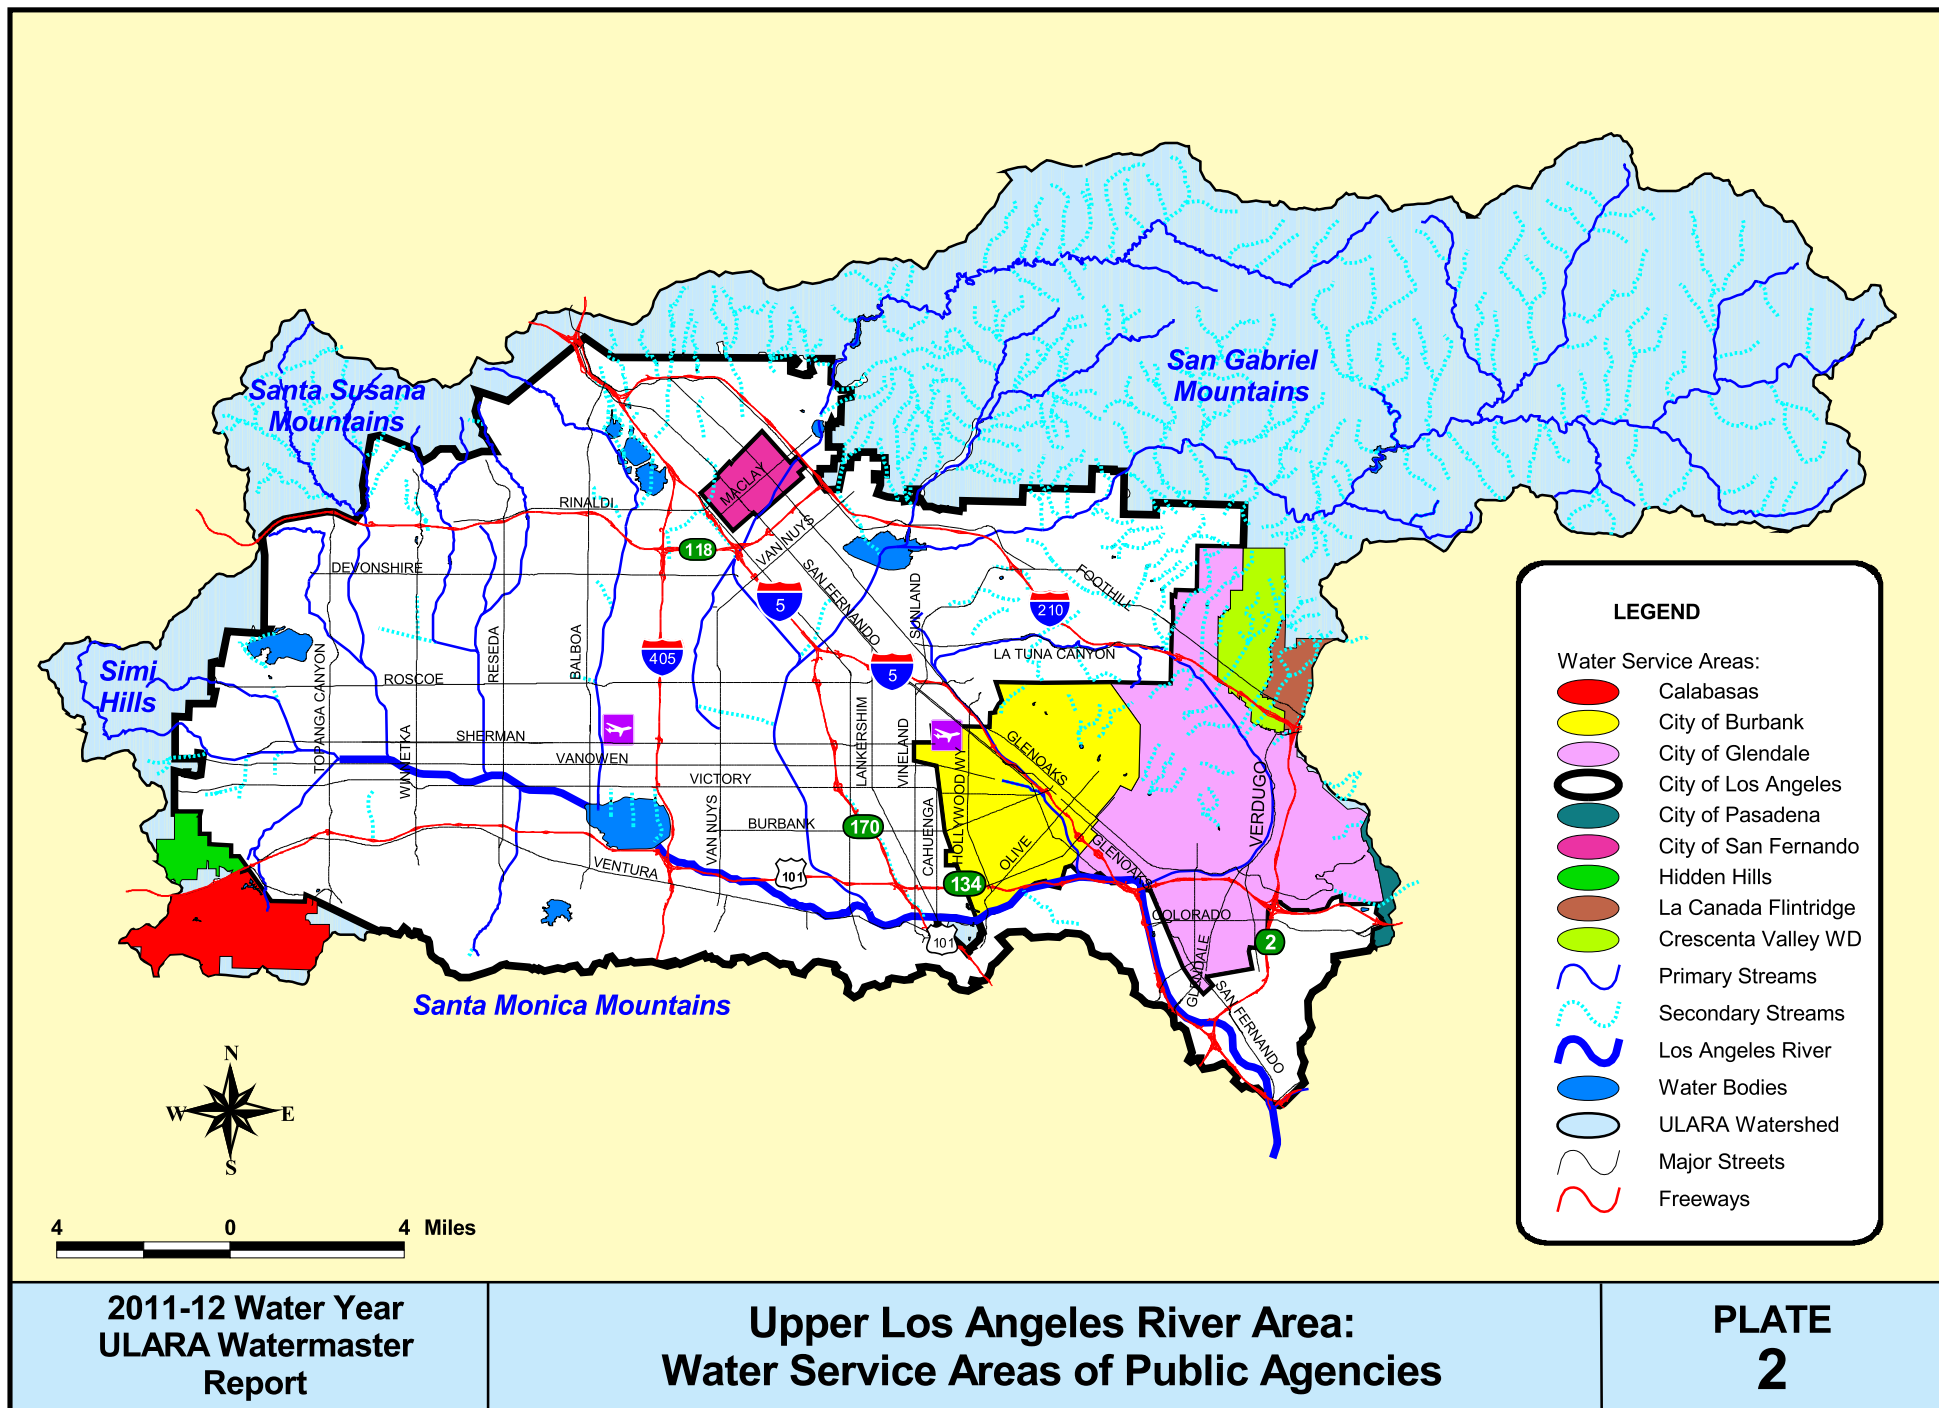 San Gabriel
Mountains
Santa Susana
Mountains
MACLAY
RINALDI
118
VAN NUYS
DEVONSHIRE
SAN FERNANDO
5
SUNLAND
FOOTHILL
210
Simi
Hills
TOPANGA CANYON
RESEDA
BALBOA
405
5
LA TUNA CANYON
ROSCOE
WINNETKA
SHERMAN
VANOWEN
VICTORY
LANKERSHIM
VINELAND
HOLLYWOOD WY
GLENOAKS
VERDUGO
VAN NUYS
BURBANK
170
CAHUENGA
OLIVE
GLENOAKS
VENTURA
101
134
COLORADO
101
2
GLENDALE
SAN FERNANDO
Santa Monica Mountains
N
W
E
S
4 0 4 Miles
LEGEND
Water Service Areas:
Calabasas
City of Burbank
City of Glendale
City of Los Angeles
City of Pasadena
City of San Fernando
Hidden Hills
La Canada Flintridge
Crescenta Valley WD
Primary Streams
Secondary Streams
Los Angeles River
Water Bodies
ULARA Watershed
Major Streets
Freeways
2011-12 Water Year
ULARA Watermaster
Report
Upper Los Angeles River Area:
Water Service Areas of Public Agencies
PLATE
2